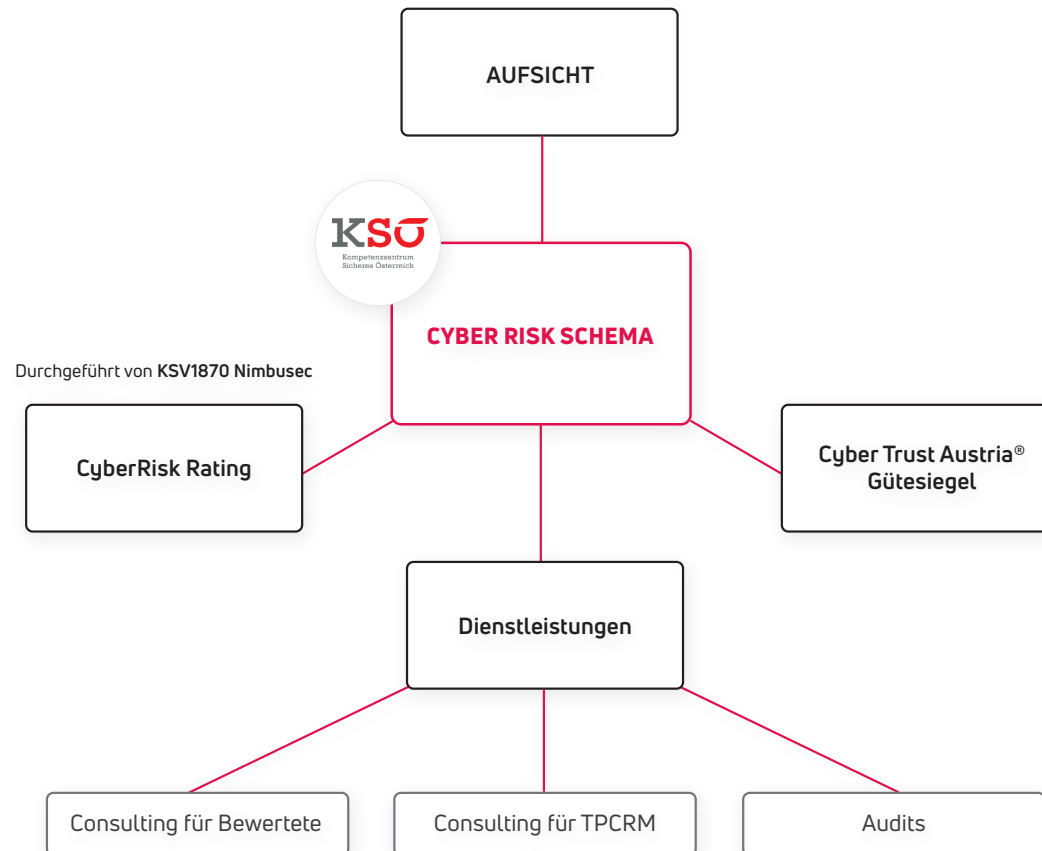 AUFSICHT
KSÖ
Kompetenzzentrum
Sicheres Österreich
CYBER RISK SCHEMA
Durchgeführt von KSV1870 Nimbusec
CyberRisk Rating
Cyber Trust Austria®
Gütesiegel
Dienstleistungen
Consulting für Bewertete
Consulting für TPCRM
Audits